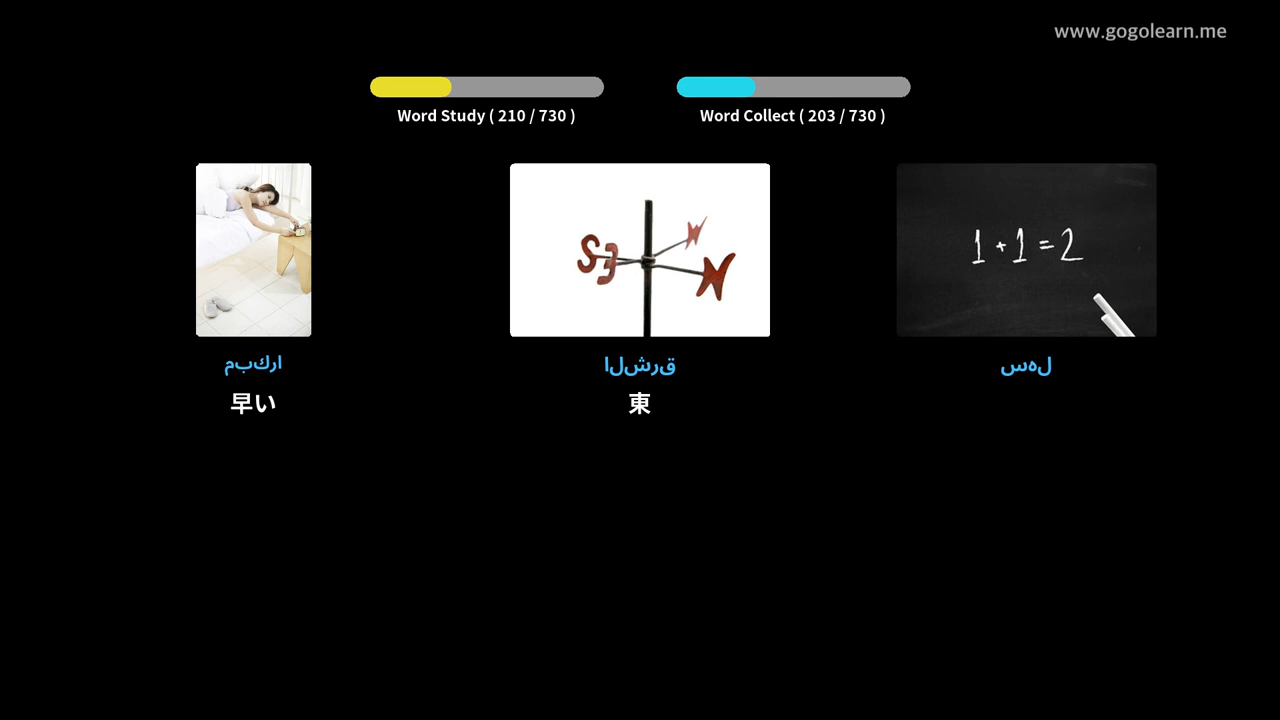 www.gogolearn.me
Word Study ( 210 / 730 )
Word Collect ( 203 / 730 )
S E W N
1 + 1 = 2
مبكرا
الشرق
سهل
早い
東